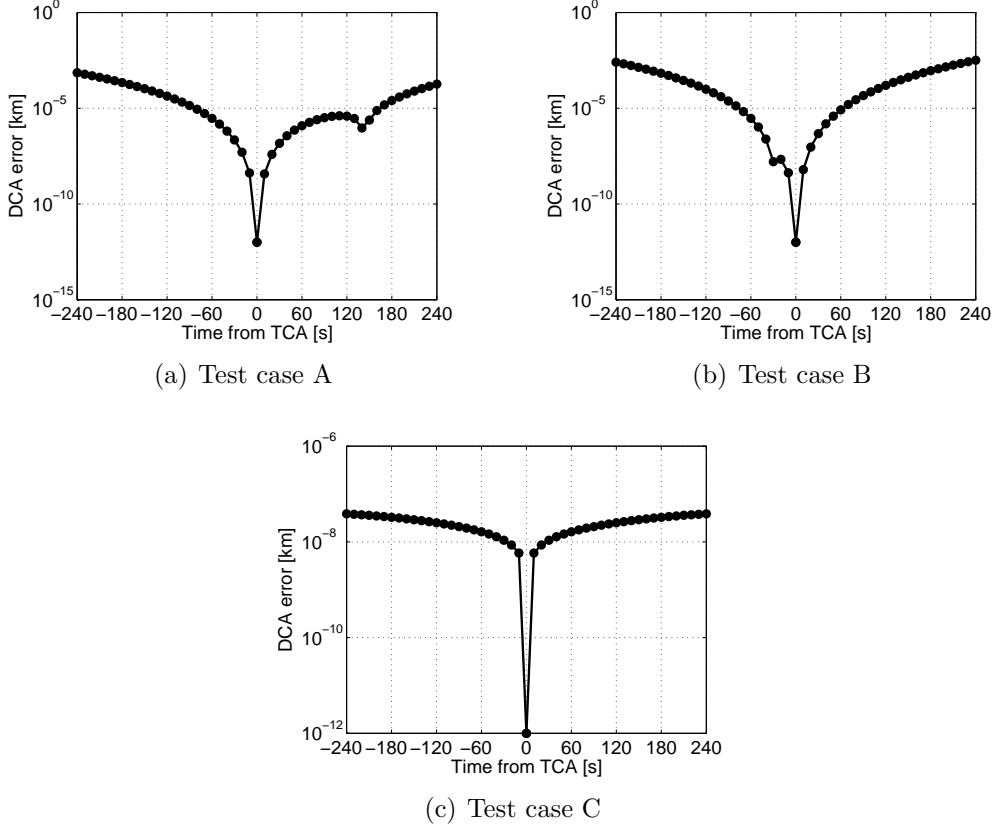 10^0
10^−5
10^−10
10^−15
DCA error [km]
−240 −180 −120 −60 0 60 120 180 240
Time from TCA [s]
(a) Test case A
10^0
10^−5
10^−10
10^−15
DCA error [km]
−240 −180 −120 −60 0 60 120 180 240
Time from TCA [s]
(b) Test case B
10^−6
10^−8
10^−10
10^−12
DCA error [km]
−240 −180 −120 −60 0 60 120 180 240
Time from TCA [s]
(c) Test case C